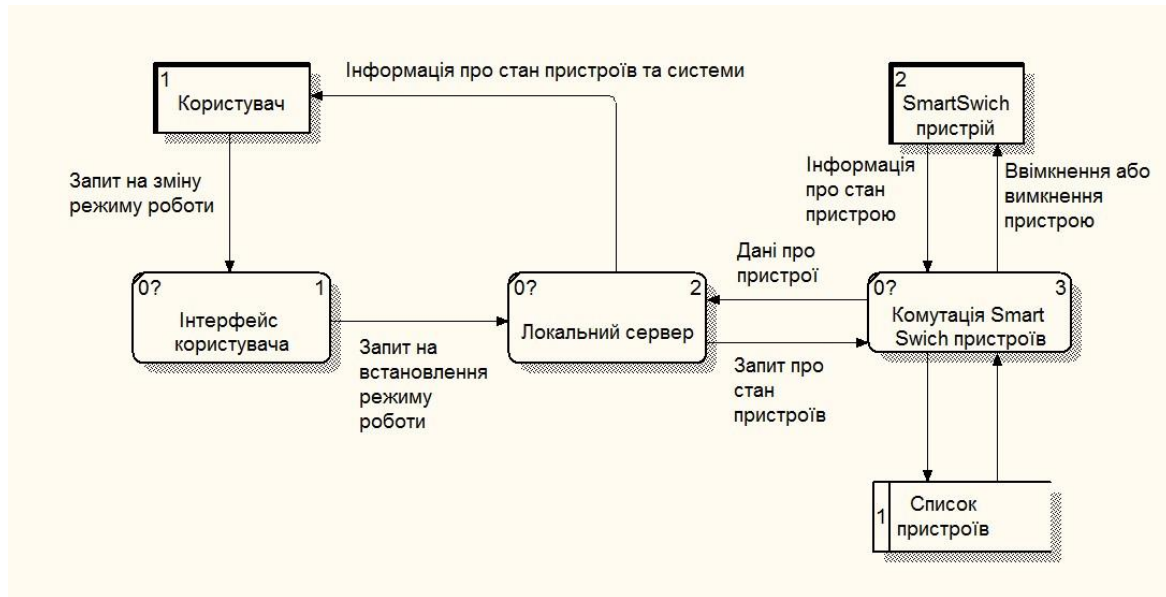 1
Користувач
Інформація про стан пристроїв та системи
2
SmartSwich
пристрій
Запит на зміну
режиму роботи
Інформація
про стан
пристрою
Ввімкнення або
вимкнення
пристрою
0?
1
Інтерфейс
користувача
Запит на
встановлення
режиму
роботи
0?
2
Локальний сервер
Дані про
пристрої
Запит про
стан
пристроїв
0?
3
Комутація Smart
Swich пристроїв
1
Список
пристроїв